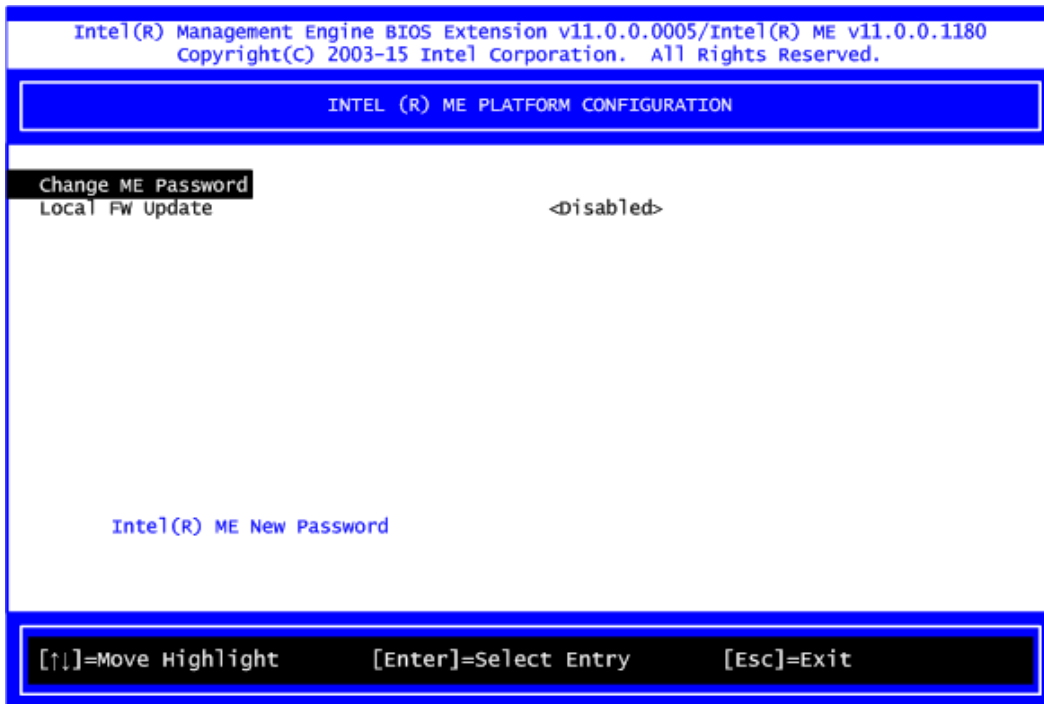 Intel(R) Management Engine BIOS Extension v11.0.0.0005/Intel(R) ME v11.0.0.1180
Copyright(C) 2003-15 Intel Corporation. All Rights Reserved.
INTEL (R) ME PLATFORM CONFIGURATION
Change ME Password
Local FW Update <Disabled>
Intel(R) ME New Password
[↑↓]=Move Highlight [Enter]=Select Entry [Esc]=Exit